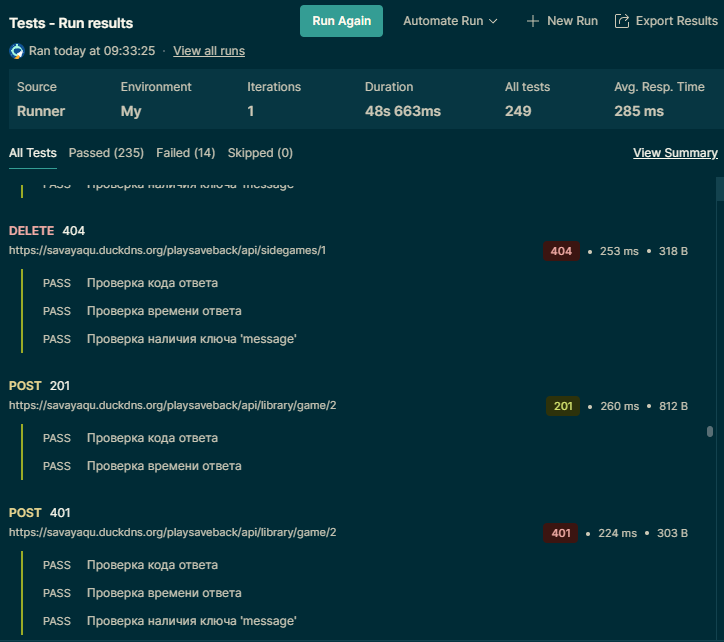 Tests - Run results
Run Again
Automate Run
New Run
Export Results
Ran today at 09:33:25 · View all runs
Source Environment Iterations Duration All tests Avg. Resp. Time
Runner My 1 48s 663ms 249 285 ms
All Tests Passed (235) Failed (14) Skipped (0) View Summary
PASS Проверка наличия ключа 'message'
DELETE 404
https://savayaqu.duckdns.org/playsaveback/api/sidegames/1 404 • 253 ms • 318 B
PASS Проверка кода ответа
PASS Проверка времени ответа
PASS Проверка наличия ключа 'message'
POST 201
https://savayaqu.duckdns.org/playsaveback/api/library/game/2 201 • 260 ms • 812 B
PASS Проверка кода ответа
PASS Проверка времени ответа
POST 401
https://savayaqu.duckdns.org/playsaveback/api/library/game/2 401 • 224 ms • 303 B
PASS Проверка кода ответа
PASS Проверка времени ответа
PASS Проверка наличия ключа 'message'